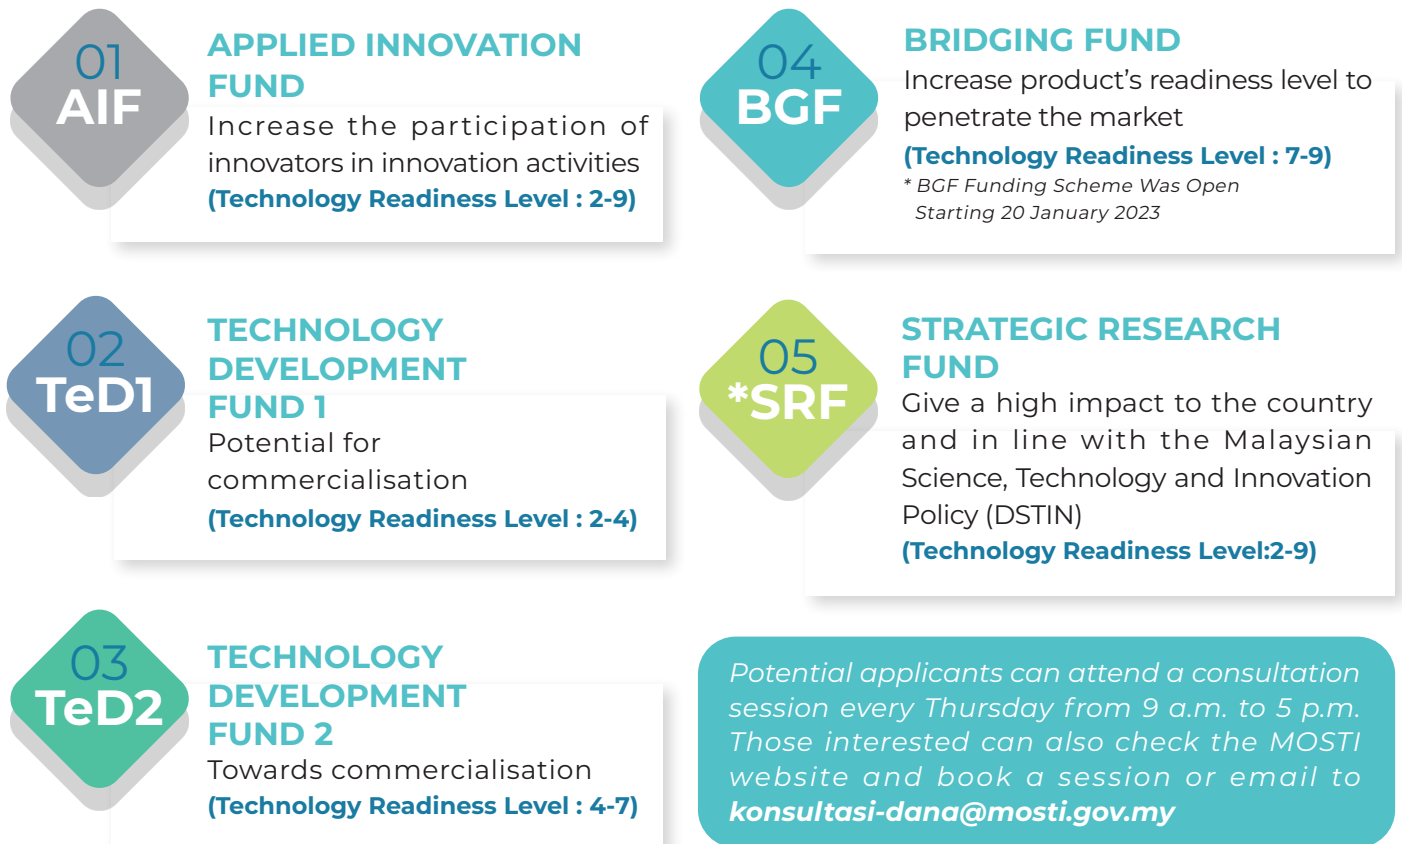 01
AIF
APPLIED INNOVATION
FUND
Increase the participation of
innovators in innovation activities
(Technology Readiness Level : 2-9)
02
TeD1
TECHNOLOGY
DEVELOPMENT
FUND 1
Potential for
commercialisation
(Technology Readiness Level : 2-4)
03
TeD2
TECHNOLOGY
DEVELOPMENT
FUND 2
Towards commercialisation
(Technology Readiness Level : 4-7)
04
BGF
BRIDGING FUND
Increase product’s readiness level to
penetrate the market
(Technology Readiness Level : 7-9)
* BGF Funding Scheme Was Open
Starting 20 January 2023
05
*SRF
STRATEGIC RESEARCH
FUND
Give a high impact to the country
and in line with the Malaysian
Science, Technology and Innovation
Policy (DSTIN)
(Technology Readiness Level:2-9)
Potential applicants can attend a consultation
session every Thursday from 9 a.m. to 5 p.m.
Those interested can also check the MOSTI
website and book a session or email to
konsultasi-dana@mosti.gov.my